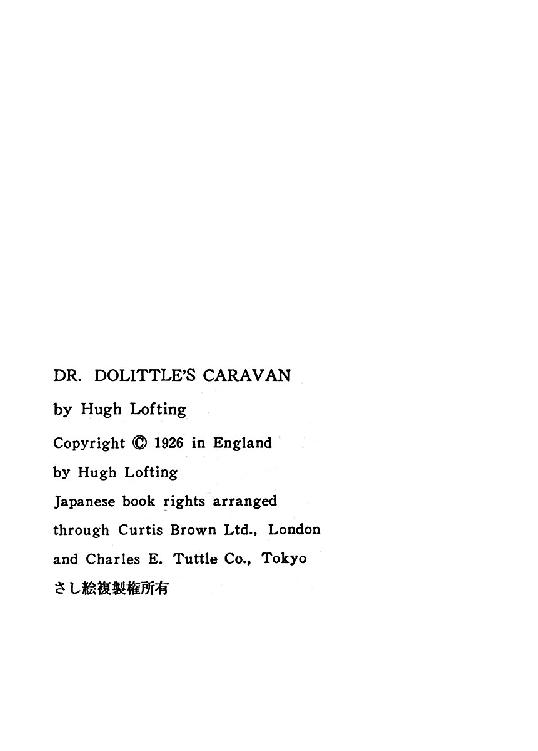 DR. DOLITTLE'S CARAVAN
by Hugh Lofting
Copyright © 1926 in England
by Hugh Lofting
Japanese book rights arranged
through Curtis Brown Ltd., London
and Charles E. Tuttle Co., Tokyo
さし絵複製権所有